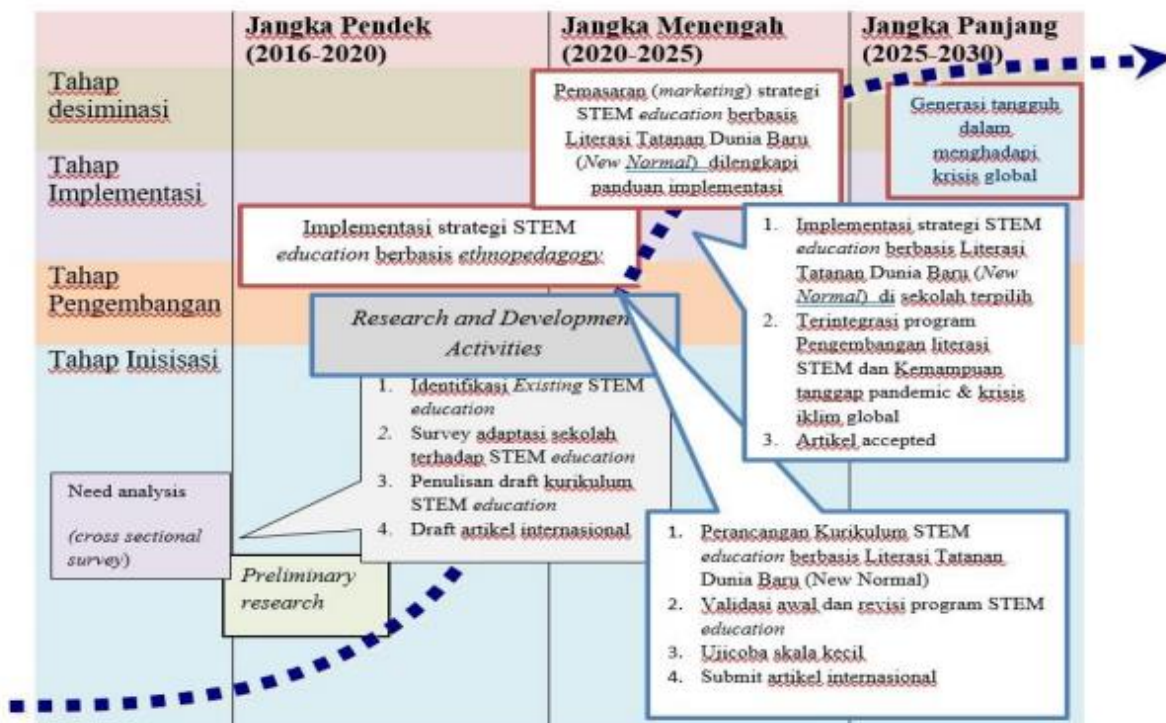 Jangka Pendek
(2016-2020)
Jangka Menengah
(2020-2025)
Jangka Panjang
(2025-2030)
Tahap
desiminasi
Pemasaran (marketing) strategi
STEM education berbasis
Literasi Tatanan Dunia Baru
(New Normal) dilengkapi
panduan implementasi
Generasi tangguh
dalam
menghadapi
krisis global
Tahap
Implementasi
Implementasi strategi STEM
education berbasis ethnopedagogy
1. Implementasi strategi STEM
education berbasis Literasi
Tatanan Dunia Baru (New
Normal) di sekolah terpilih
2. Terintegrasi program
Pengembangan literasi
STEM dan Kemampuan
tanggap pandemic & krisis
iklim global
3. Artikel accepted
Tahap
Pengembangan
Research and Developmen
Activities
Tahap Inisisasi
1. Identifikasi Existing STEM
education
2. Survey adaptasi sekolah
terhadap STEM education
3. Penulisan draft kurikulum
STEM education
4. Draft artikel internasional
Need analysis
(cross sectional
survey)
Preliminary
research
1. Perancangan Kurikulum STEM
education berbasis Literasi Tatanan
Dunia Baru (New Normal)
2. Validasi awal dan revisi program STEM
education
3. Ujicoba skala kecil
4. Submit artikel internasional